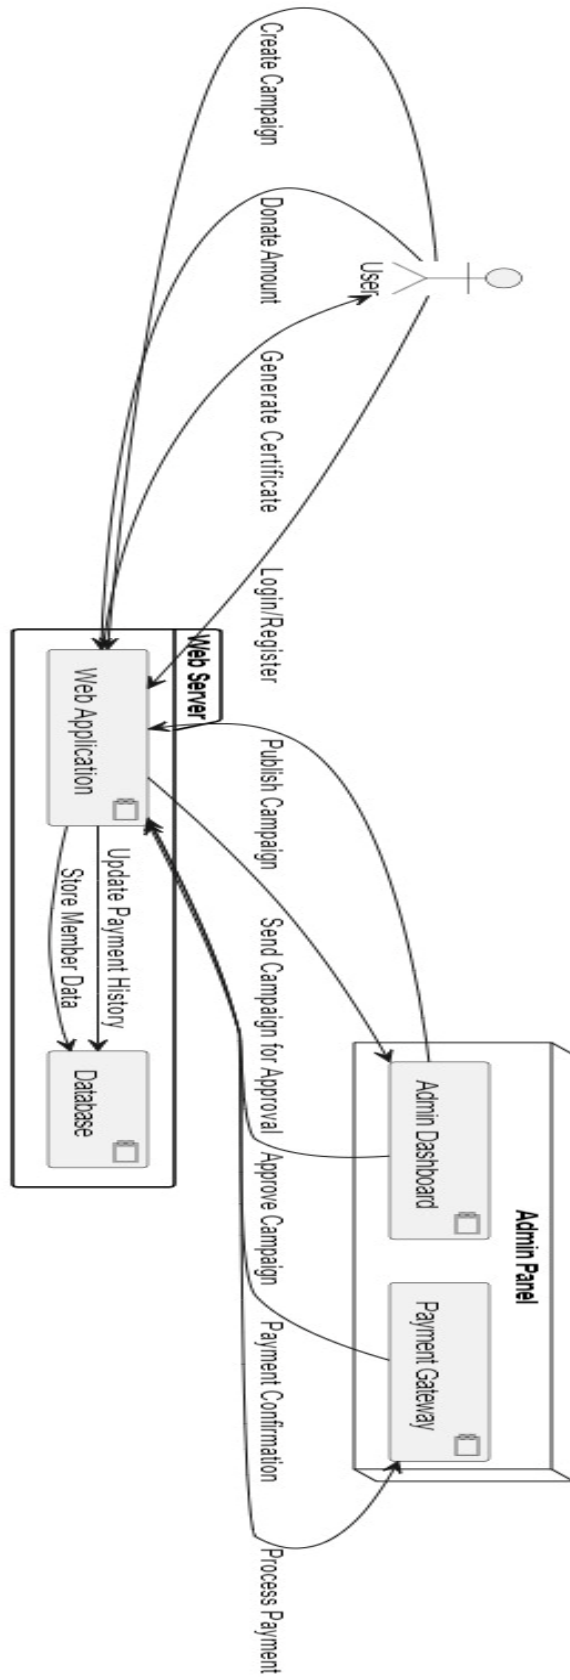 User
Admin Panel
Admin Dashboard
Payment Gateway
Create Campaign
Donate Amount
Generate Certificate
Login/Register
Publish Campaign
Send Campaign for Approval
Approve Campaign
Payment Confirmation
Process Payment
Web Server
Web Application
Update Payment History
Store Member Data
Database